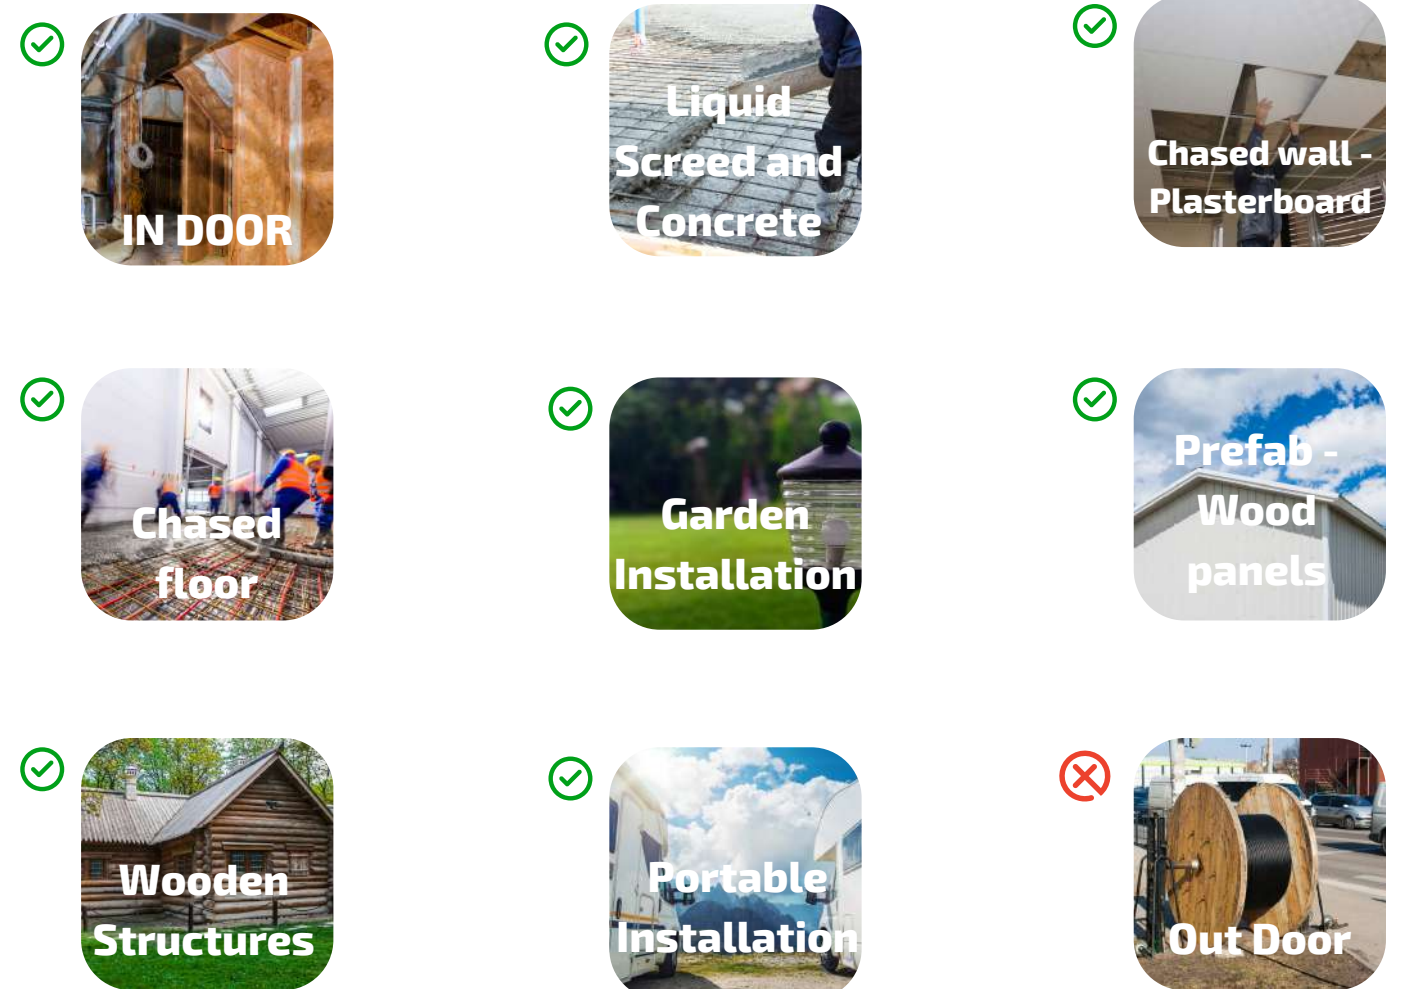 IN DOOR
Liquid
Screed and
Concrete
Chased wall -
Plasterboard
Chased
floor
Garden
Installation
Prefab -
Wood
panels
Wooden
Structures
Portable
Installation
Out Door